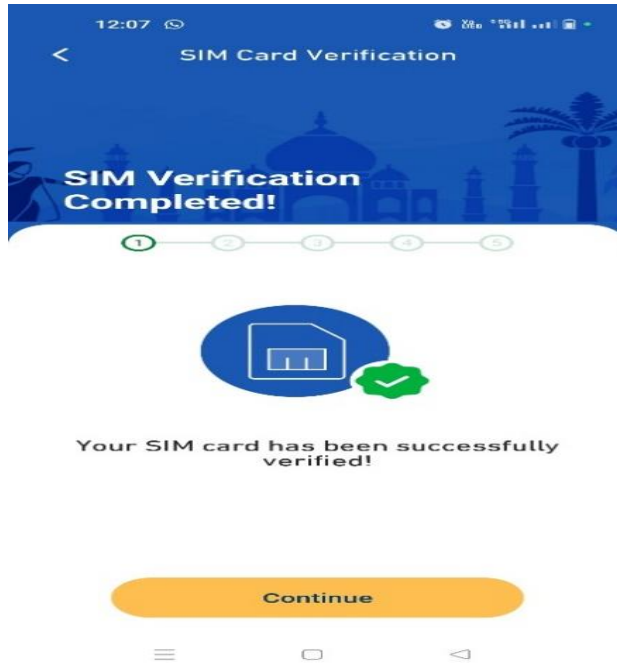 12:07
SIM Card Verification
SIM Verification
Completed!
1 2 3 4 5
Your SIM card has been successfully
verified!
Continue